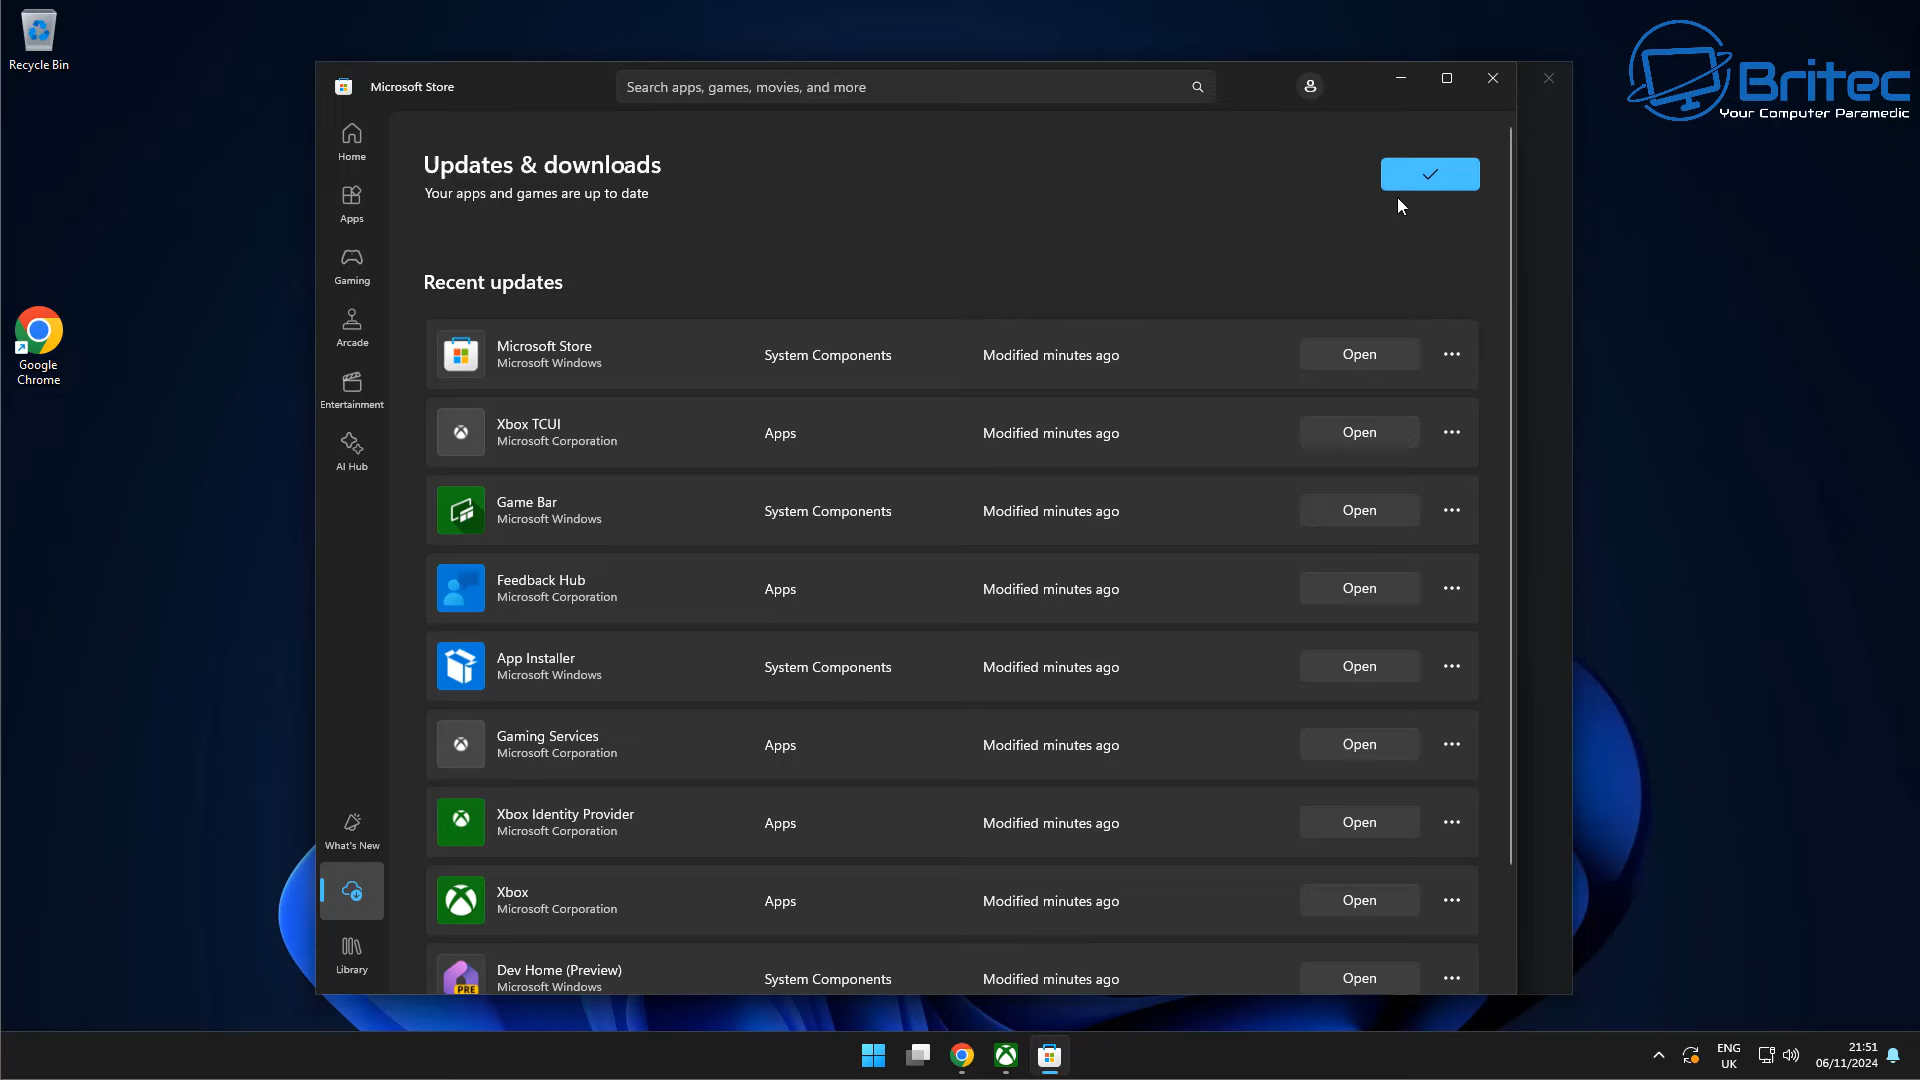 Recycle Bin
Google
Chrome
Microsoft Store
Search apps, games, movies, and more
Britec
Your Computer Paramedic
Home
Apps
Gaming
Arcade
Entertainment
AI Hub
What's New
Library
Updates & downloads
Your apps and games are up to date
Recent updates
Microsoft Store
Microsoft Windows
System Components
Modified minutes ago
Open
Xbox TCUI
Microsoft Corporation
Apps
Modified minutes ago
Open
Game Bar
Microsoft Windows
System Components
Modified minutes ago
Open
Feedback Hub
Microsoft Corporation
Apps
Modified minutes ago
Open
App Installer
Microsoft Windows
System Components
Modified minutes ago
Open
Gaming Services
Microsoft Corporation
Apps
Modified minutes ago
Open
Xbox Identity Provider
Microsoft Corporation
Apps
Modified minutes ago
Open
Xbox
Microsoft Corporation
Apps
Modified minutes ago
Open
PRE
Dev Home (Preview)
Microsoft Windows
System Components
Modified minutes ago
Open
ENG
UK
21:51
06/11/2024